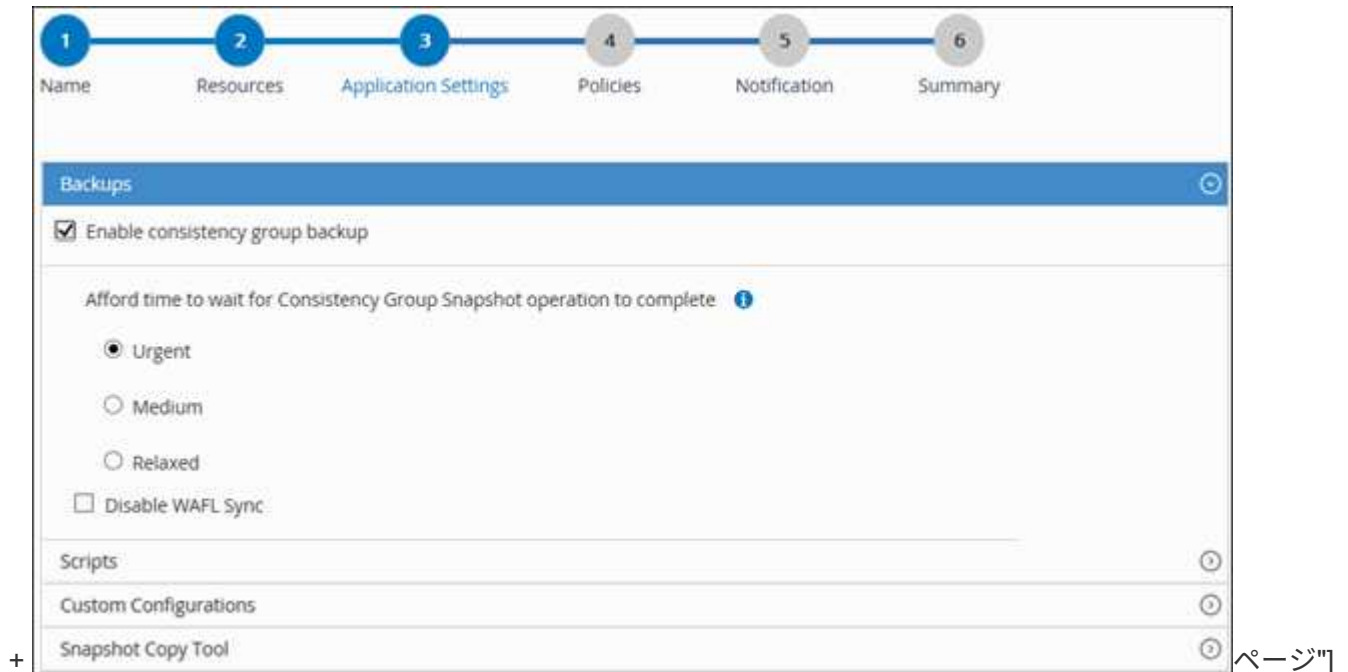 1 2 3 4 5 6
Name Resources Application Settings Policies Notification Summary
Backups
Enable consistency group backup
Afford time to wait for Consistency Group Snapshot operation to complete
Urgent
Medium
Relaxed
Disable WAFL Sync
Scripts
Custom Configurations
Snapshot Copy Tool
+ ページ"]